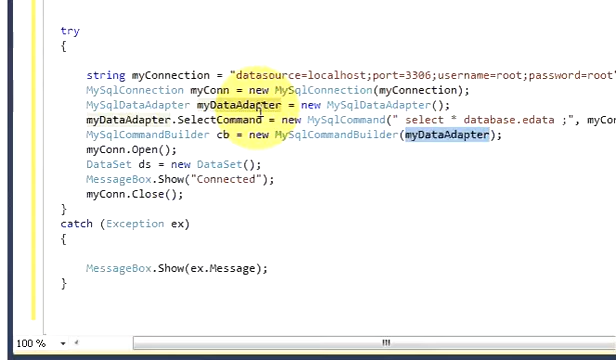 try
{
string myConnection = "datasource=localhost;port=3306;username=root;password=root"
MySqlConnection myConn = new MySqlConnection(myConnection);
MySqlDataAdapter myDataAdapter = new MySqlDataAdapter();
myDataAdapter.SelectCommand = new MySqlCommand(" select * database.edata ;", myCo
MySqlCommandBuilder cb = new MySqlCommandBuilder(myDataAdapter);
myConn.Open();
DataSet ds = new DataSet();
MessageBox.Show("Connected");
myConn.Close();
}
catch (Exception ex)
{
MessageBox.Show(ex.Message);
}
100 %